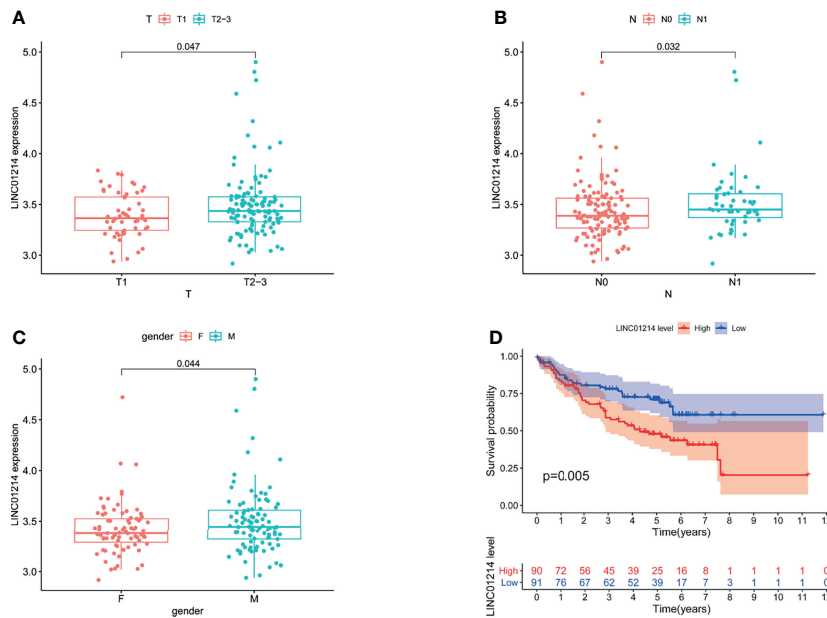 A
T T1 T2−3
0.047
5.0
4.5
4.0
3.5
3.0
LINC01214 expression
T1 T2−3
T
B
N N0 N1
0.032
5.0
4.5
4.0
3.5
3.0
LINC01214 expression
N0 N1
N
C
gender F M
0.044
5.0
4.5
4.0
3.5
3.0
LINC01214 expression
F M
gender
D
LINC01214 level High Low
1.00
0.75
0.50
0.25
0.00
Survival probability
p=0.005
0 1 2 3 4 5 6 7 8 9 10 11 12
Time(years)
LINC01214 level
High 90 72 56 45 39 25 16 8 1 1 1 1 0
Low 91 76 67 62 52 39 17 7 3 1 1 1 0
0 1 2 3 4 5 6 7 8 9 10 11 12
Time(years)